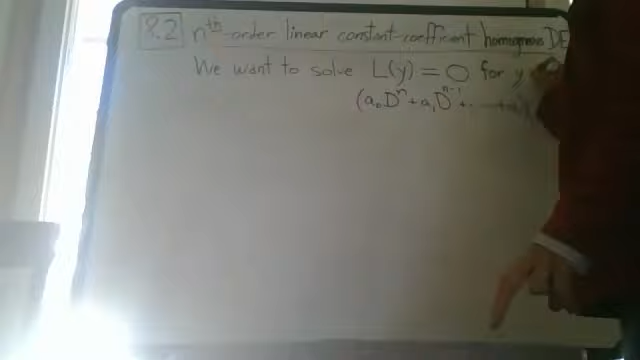 8.2 nth-order linear constant-coefficient homogeneous DE
We want to solve L(y) = 0 for y
(a₀Dⁿ + a₁Dⁿ⁻¹ + ...